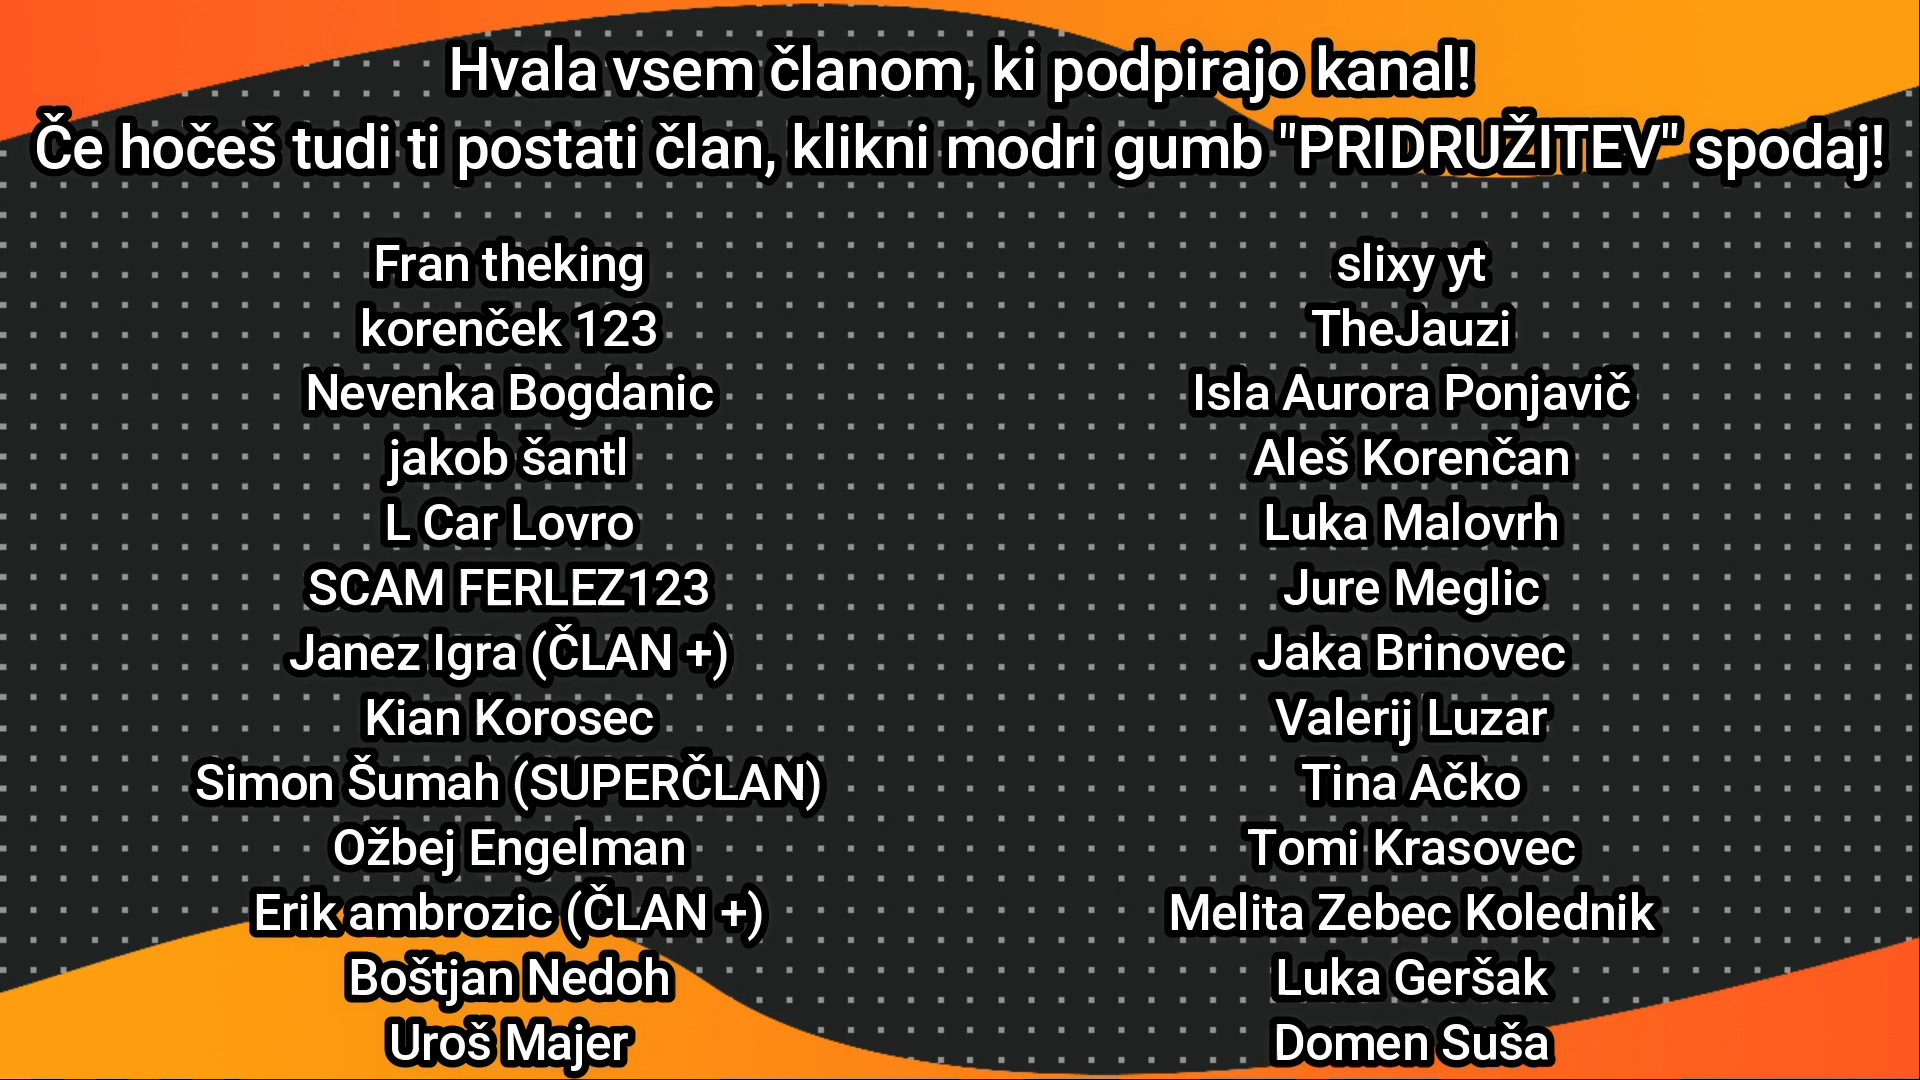 Hvala vsem članom, ki podpirajo kanal!
Če hočeš tudi ti postati član, klikni modri gumb "PRIDRUŽITEV" spodaj!
Fran theking
korenček 123
Nevenka Bogdanic
jakob šantl
L Car Lovro
SCAM FERLEZ123
Janez Igra (ČLAN +)
Kian Korosec
Simon Šumah (SUPERČLAN)
Ožbej Engelman
Erik ambrozic (ČLAN +)
Boštjan Nedoh
Uroš Majer
slixy yt
TheJauzi
Isla Aurora Ponjavič
Aleš Korenčan
Luka Malovrh
Jure Meglic
Jaka Brinovec
Valerij Luzar
Tina Ačko
Tomi Krasovec
Melita Zebec Kolednik
Luka Geršak
Domen Suša